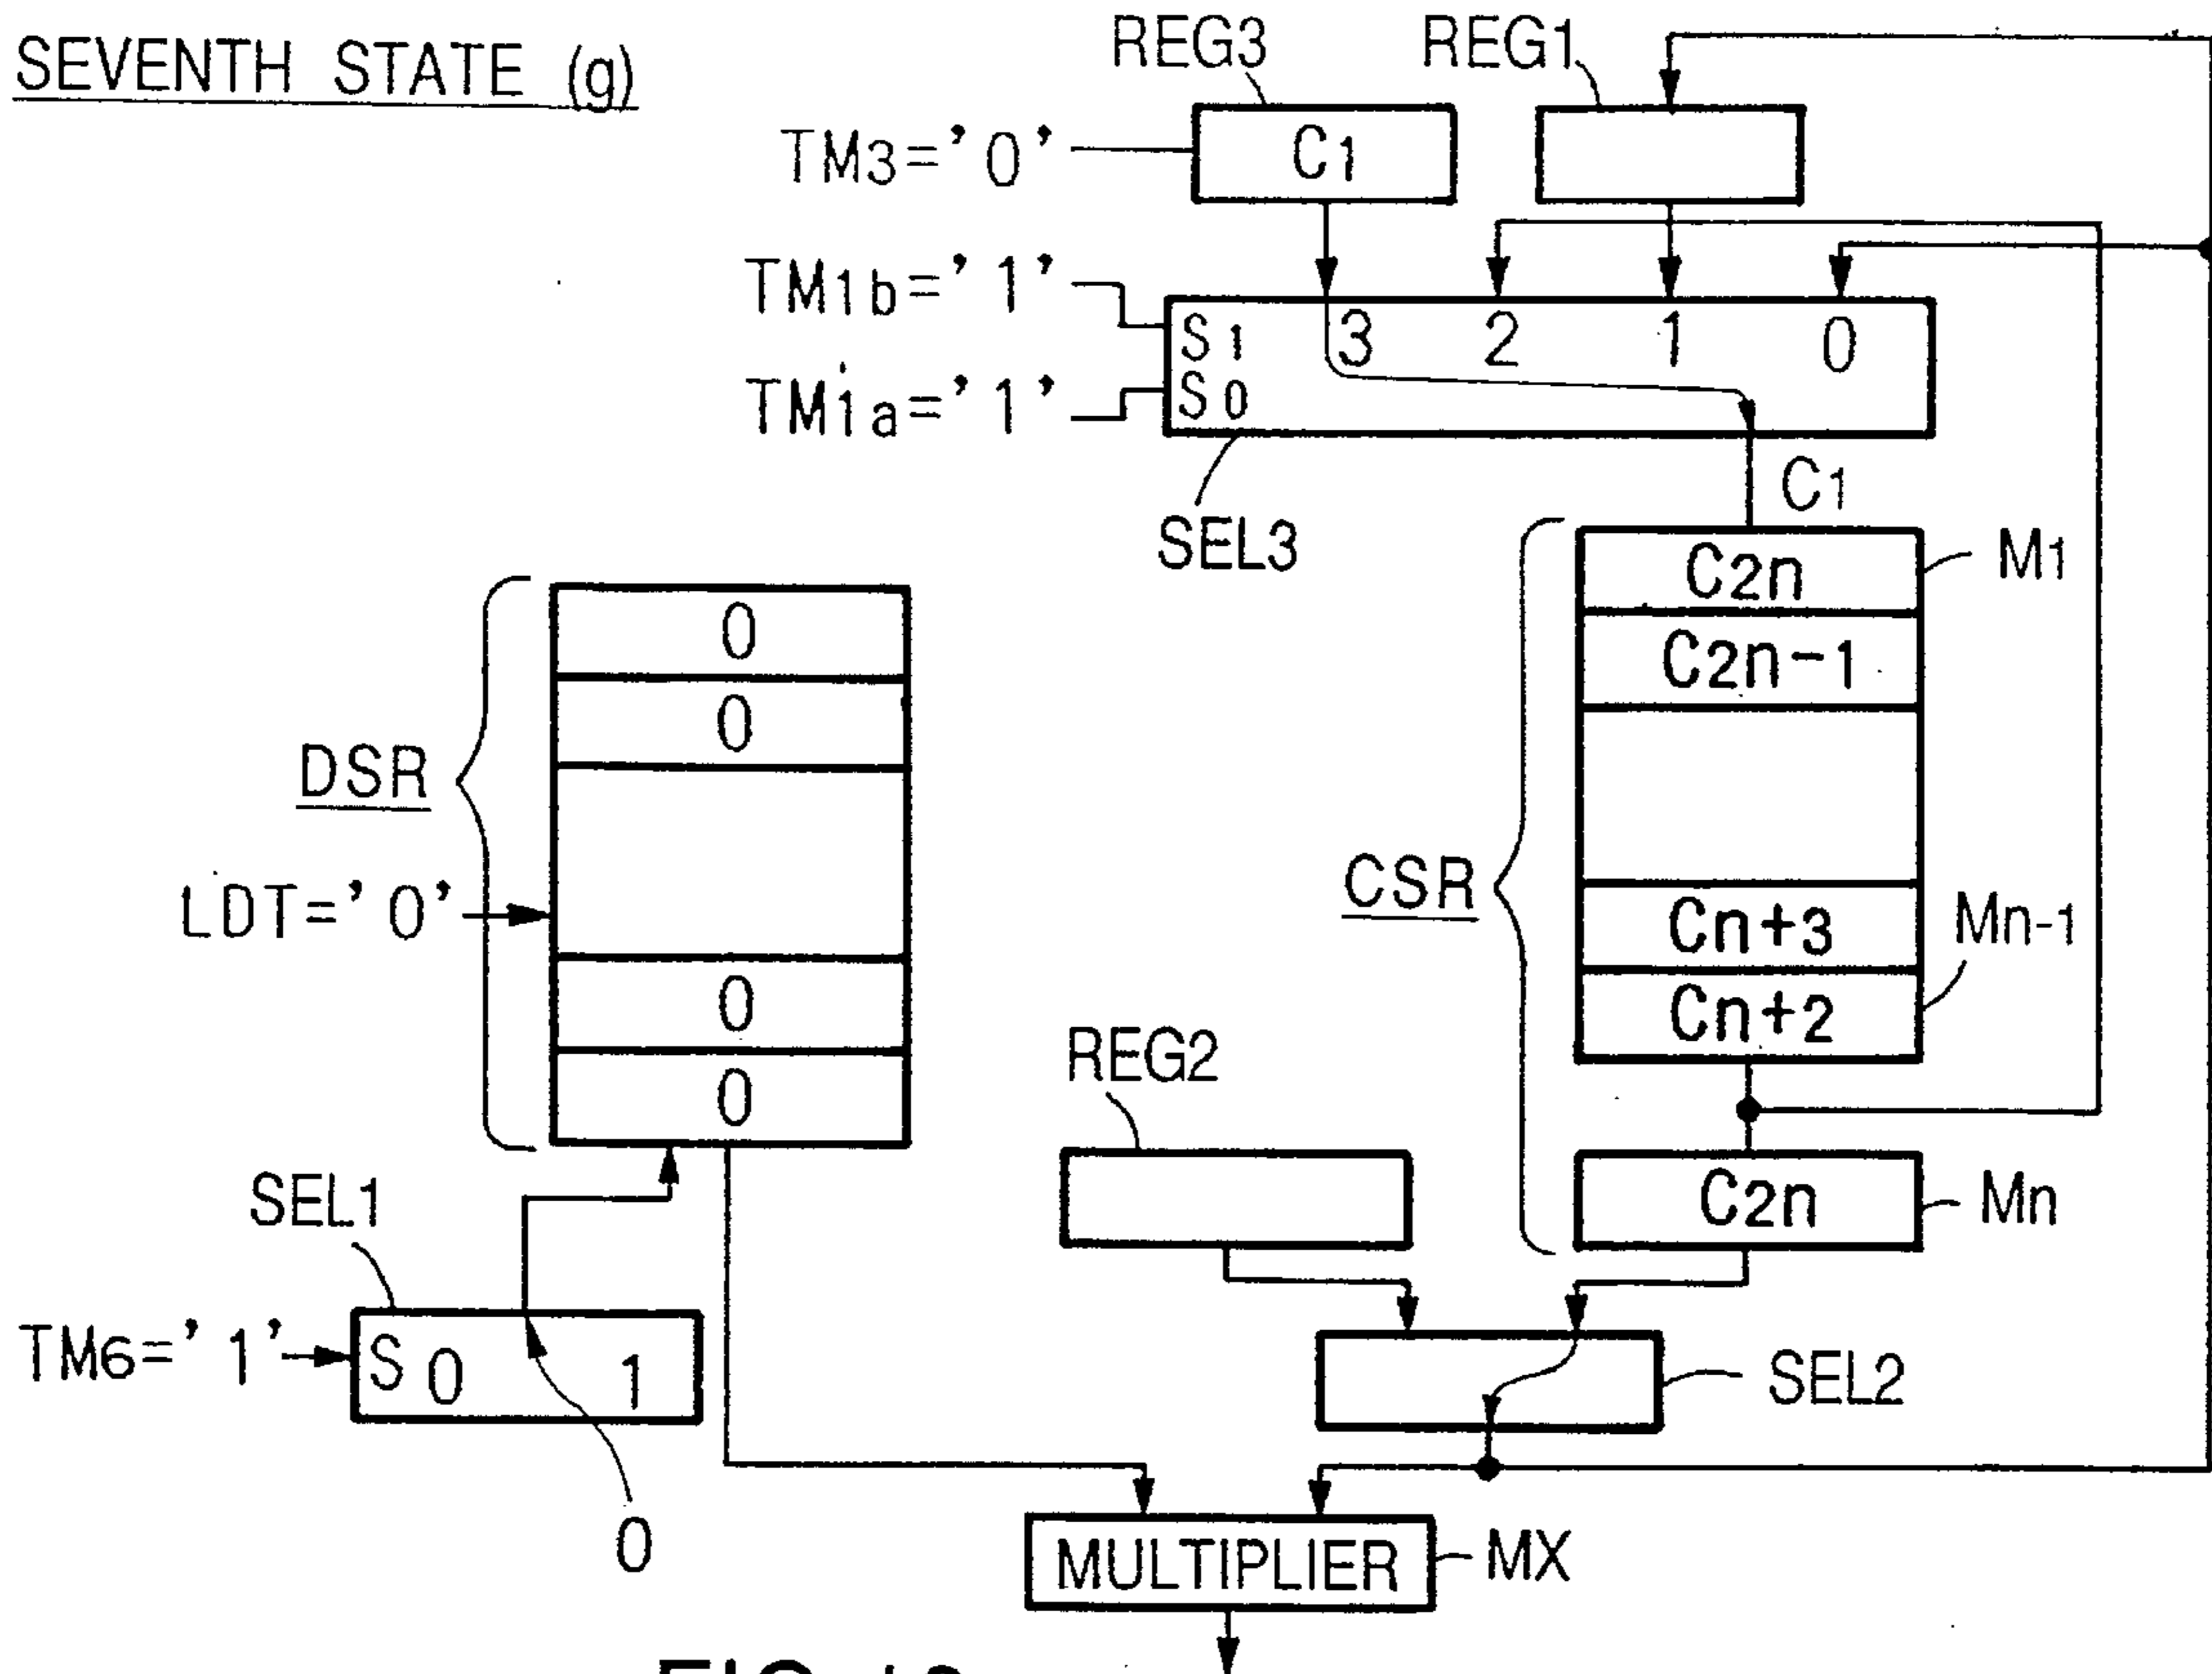 SEVENTH STATE (g)
REG3
REG1
TM3='0'
C1
TM1b='1'
TM1a='1'
S1
3
2
1
0
S0
SEL3
C1
C2n
M1
C2n-1
Cn+3
Mn-1
Cn+2
CSR
C2n
Mn
DSR
0
0
LDT='0'
0
0
REG2
SEL1
TM6='1'
S 0
1
0
SEL2
MULTIPLIER
MX